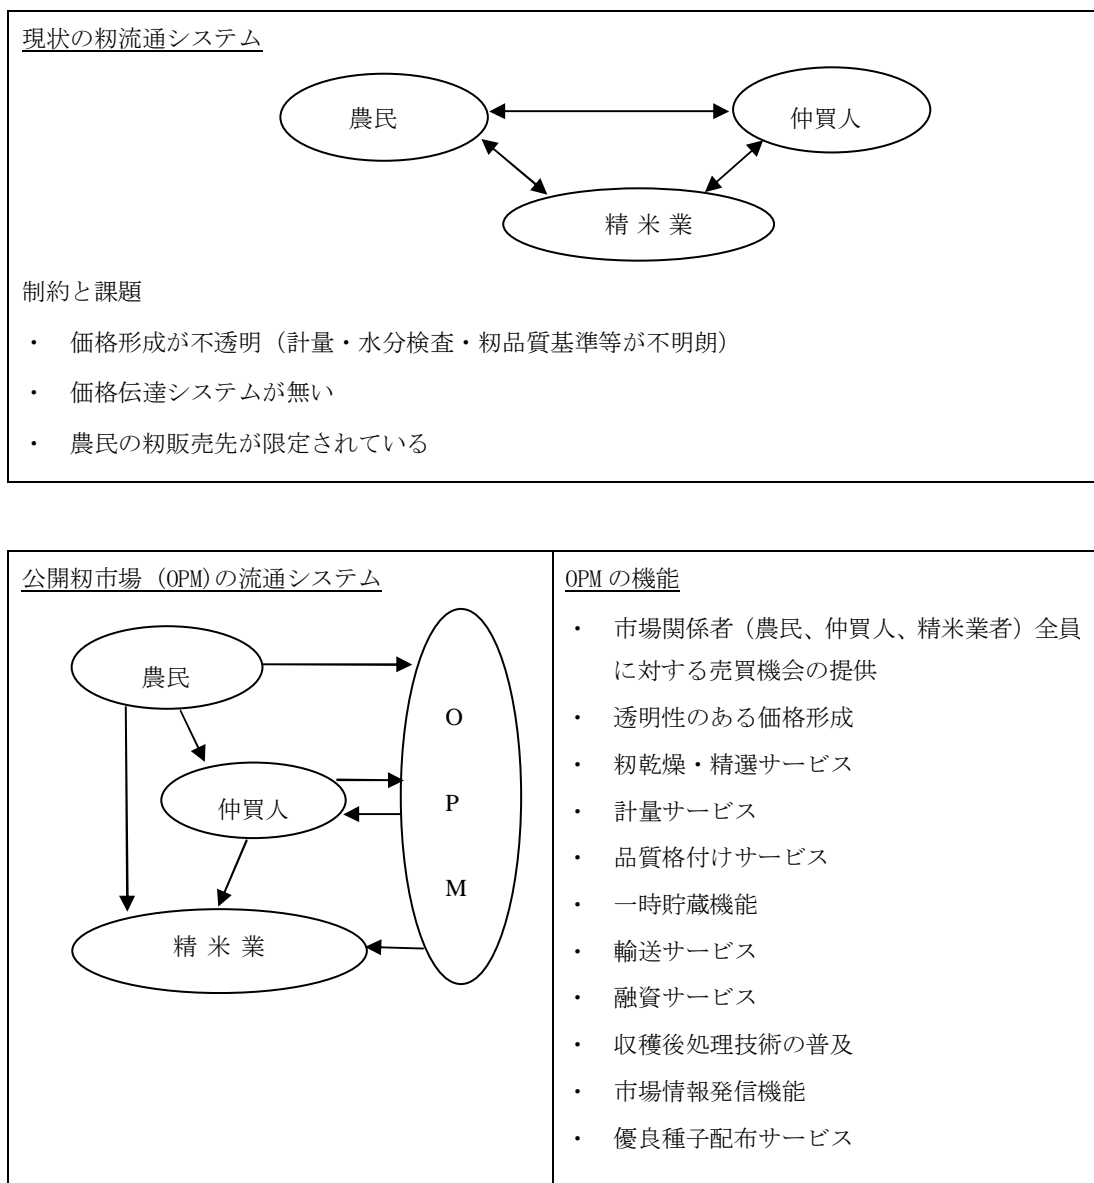 現状の籾流通システム
農民
仲買人
精 米 業
制約と課題
・ 価格形成が不透明（計量・水分検査・籾品質基準等が不明朗）
・ 価格伝達システムが無い
・ 農民の籾販売先が限定されている
公開籾市場 (OPM)の流通システム
農民
仲買人
精 米 業
O
P
M
OPM の機能
・ 市場関係者（農民、仲買人、精米業者）全員
に対する売買機会の提供
・ 透明性のある価格形成
・ 籾乾燥・精選サービス
・ 計量サービス
・ 品質格付けサービス
・ 一時貯蔵機能
・ 輸送サービス
・ 融資サービス
・ 収穫後処理技術の普及
・ 市場情報発信機能
・ 優良種子配布サービス